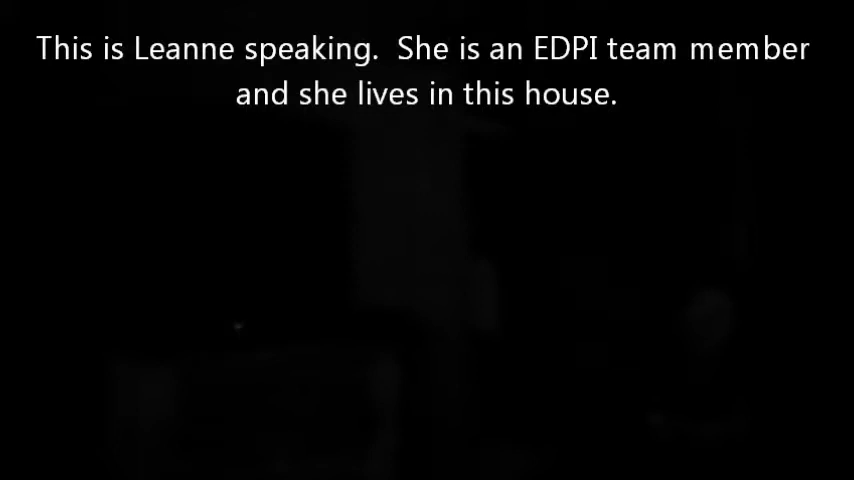 This is Leanne speaking.  She is an EDPI team member
and she lives in this house.